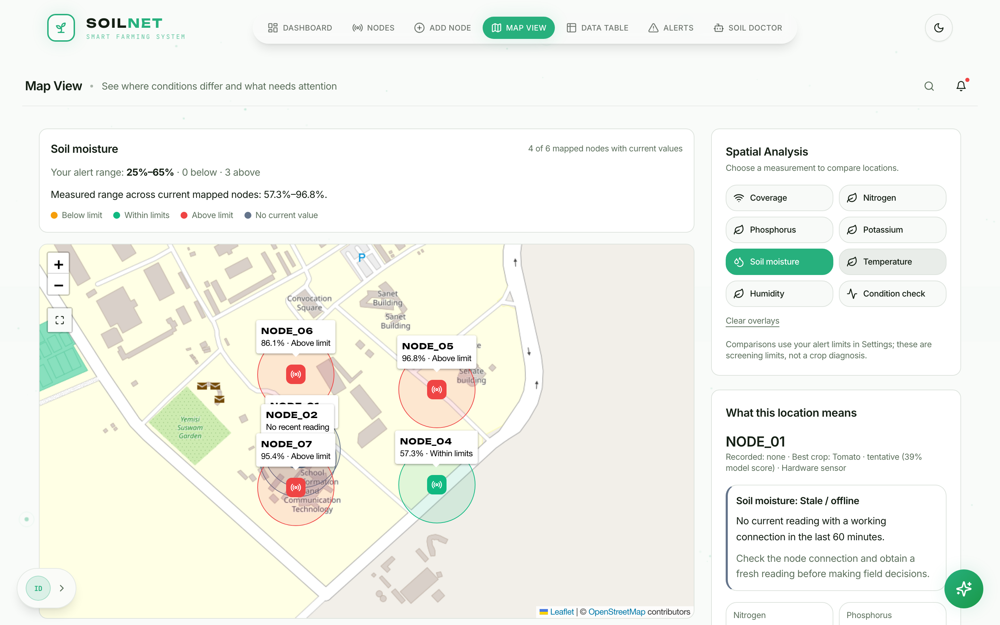 SOILNET
SMART FARMING SYSTEM
DASHBOARD
NODES
ADD NODE
MAP VIEW
DATA TABLE
ALERTS
SOIL DOCTOR
Map View • See where conditions differ and what needs attention
Soil moisture
4 of 6 mapped nodes with current values
Your alert range: 25%–65% · 0 below · 3 above
Measured range across current mapped nodes: 57.3%–96.8%.
Below limit
Within limits
Above limit
No current value
+
−
P
Convocation
Square
Sanet
Building
Sanet
Building
NODE_06
86.1% · Above limit
NODE_05
96.8% · Above limit
Senate
building
NODE_02
No recent reading
NODE_07
95.4% · Above limit
NODE_04
57.3% · Within limits
Yemisi
Suswam
Garden
School
and
Communication
Technology
Leaflet | © OpenStreetMap contributors
ID
Spatial Analysis
Choose a measurement to compare locations.
Coverage
Nitrogen
Phosphorus
Potassium
Soil moisture
Temperature
Humidity
Condition check
Clear overlays
Comparisons use your alert limits in Settings; these are
screening limits, not a crop diagnosis.
What this location means
NODE_01
Recorded: none · Best crop: Tomato · tentative (39%
model score) · Hardware sensor
Soil moisture: Stale / offline
No current reading with a working
connection in the last 60 minutes.
Check the node connection and obtain a
fresh reading before making field decisions.
Nitrogen
Phosphorus